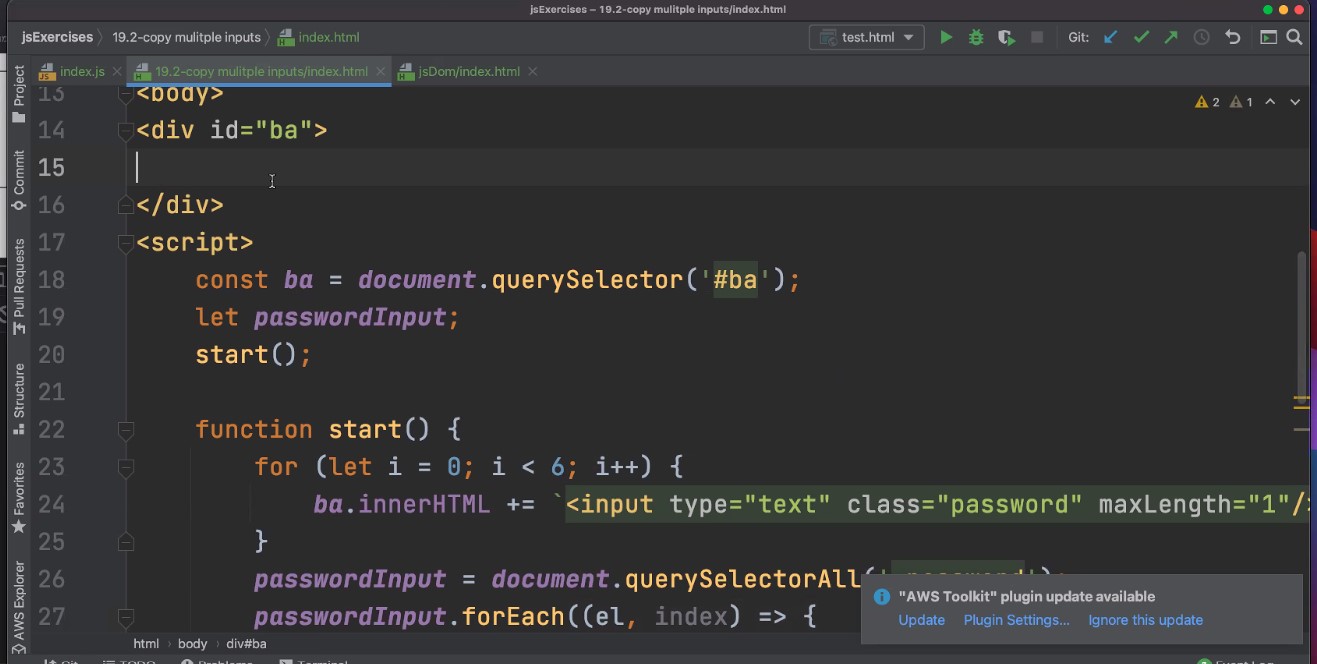 jsExercises – 19.2-copy mulitple inputs/index.html
jsExercises 19.2-copy mulitple inputs index.html test.html Git:
index.js 19.2-copy mulitple inputs/index.html jsDom/index.html
Project
Commit
Pull Requests
Structure
Favorites
AWS Explorer
2 1
13 <body>
14 <div id="ba">
15
16 </div>
17 <script>
18 const ba = document.querySelector('#ba');
19 let passwordInput;
20 start();
21
22 function start() {
23 for (let i = 0; i < 6; i++) {
24 ba.innerHTML += `<input type="text" class="password" maxLength="1"/>
25 }
26 passwordInput = document.querySelectorAll('.password');
27 passwordInput.forEach((el, index) => {
"AWS Toolkit" plugin update available
Update Plugin Settings... Ignore this update
html body div#ba
Git TODO Problems Terminal Event Log